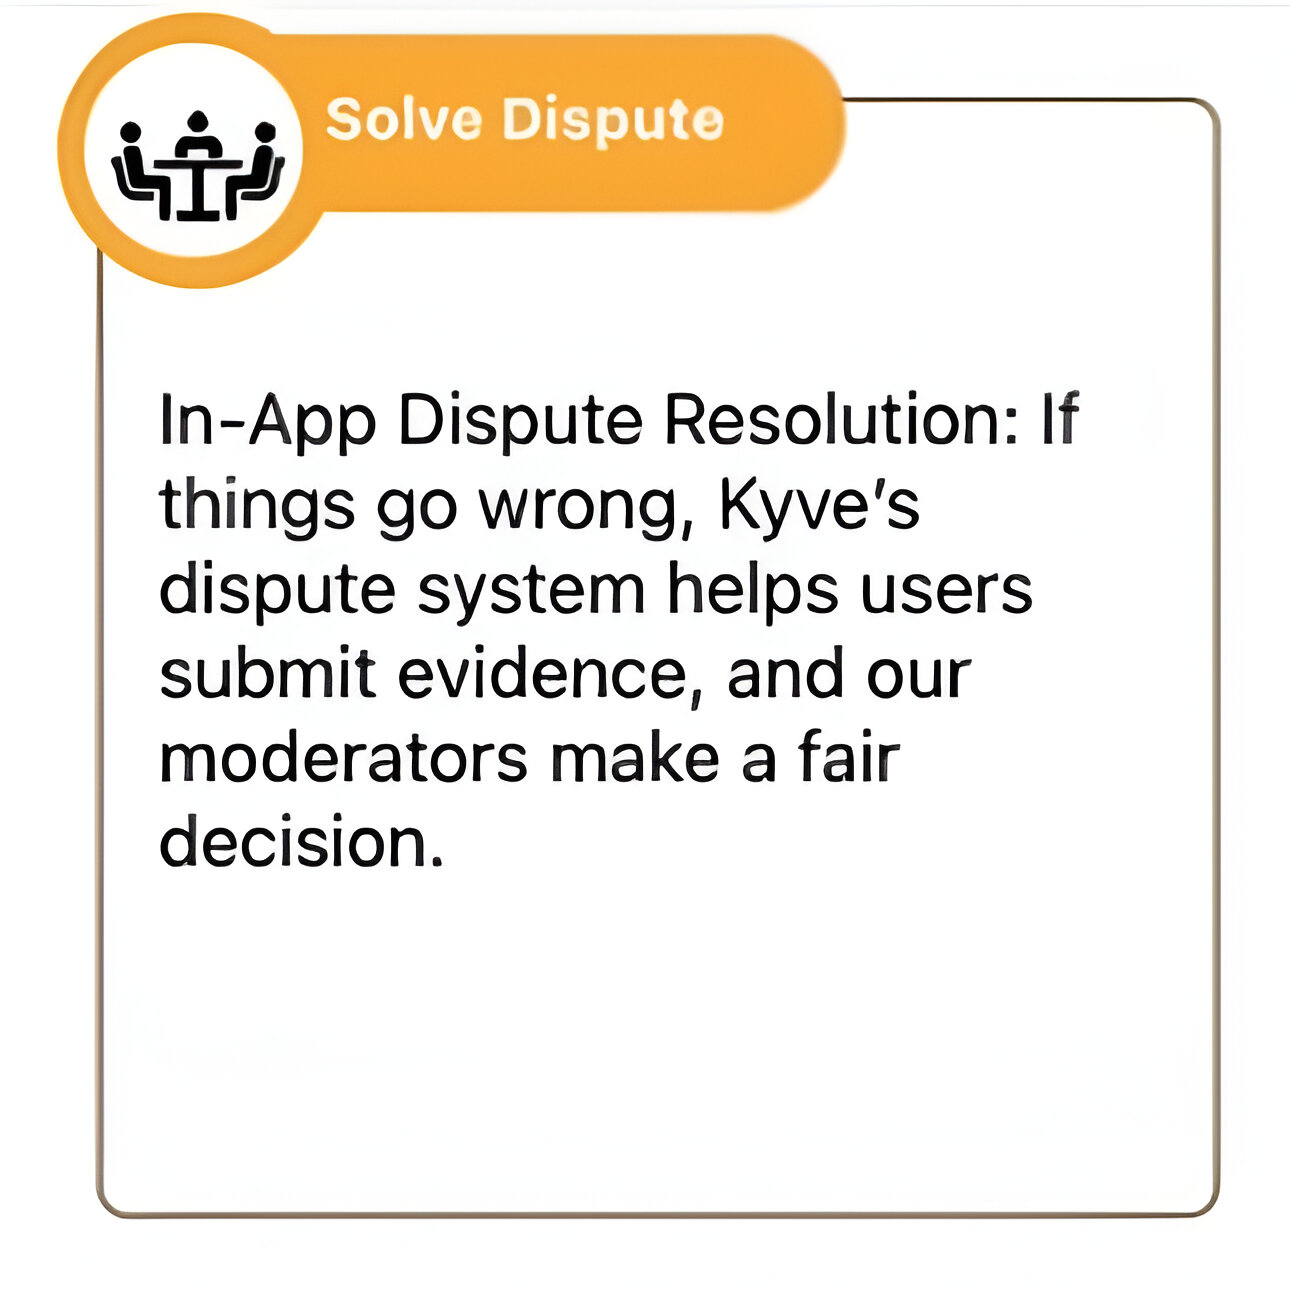 Solve Dispute
In-App Dispute Resolution: If
things go wrong, Kyve’s
dispute system helps users
submit evidence, and our
moderators make a fair
decision.